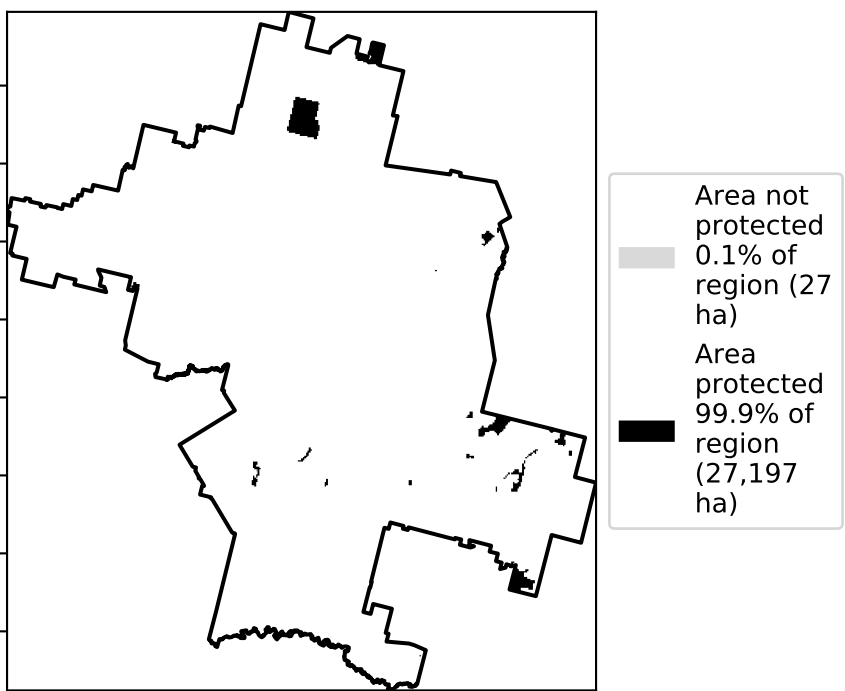 Area not
protected
0.1% of
region (27
ha)
Area
protected
99.9% of
region
(27,197
ha)